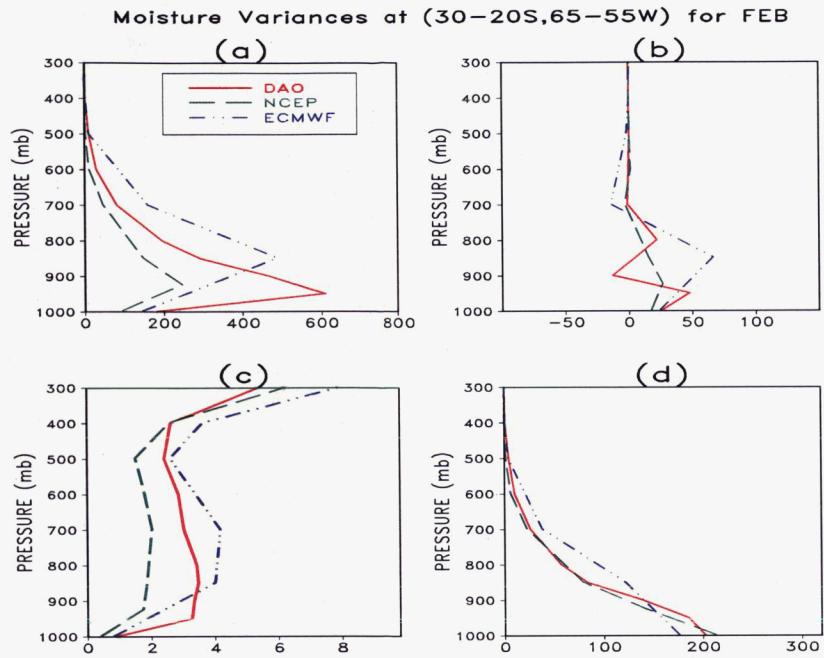 Moisture Variances at (30-20S,65-55W) for FEB
(a) (b)
300 300
400 400
500 500
600 600
700 700
800 800
900 900
1000 1000
PRESSURE (mb) PRESSURE (mb)
DAO
NCEP
ECMWF
0 200 400 600 800
-50 0 50 100
(c) (d)
300 300
400 400
500 500
600 600
700 700
800 800
900 900
1000 1000
PRESSURE (mb) PRESSURE (mb)
0 2 4 6 8
0 100 200 300